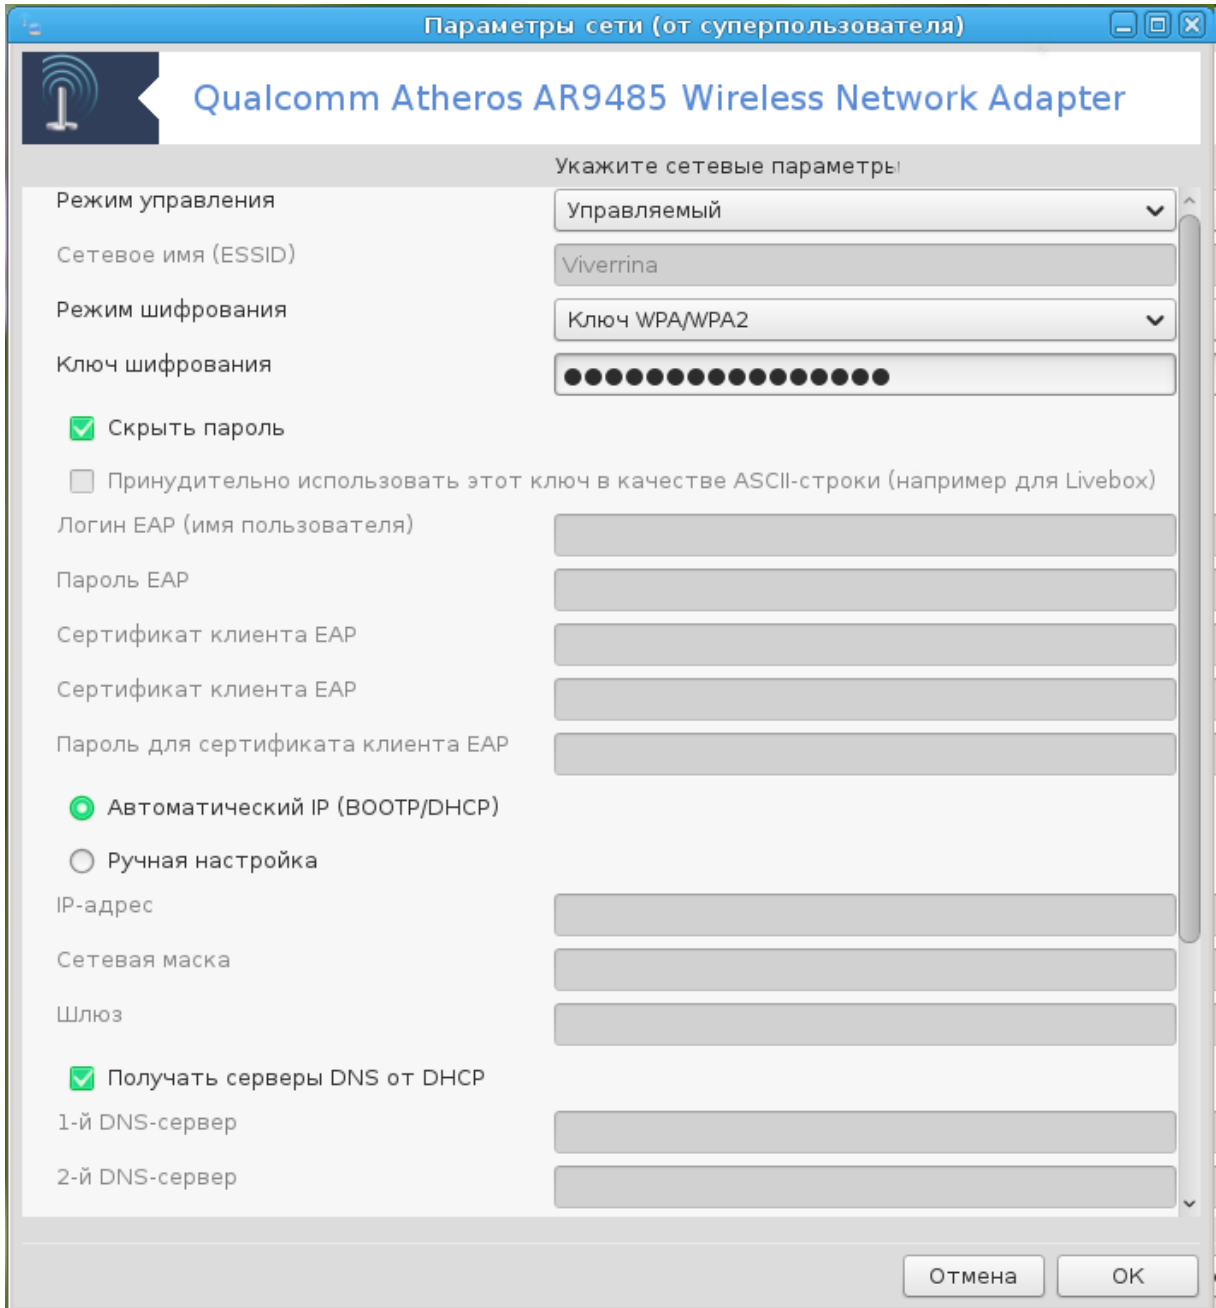 Параметры сети (от суперпользователя)
Qualcomm Atheros AR9485 Wireless Network Adapter
Укажите сетевые параметры
Режим управления
Управляемый
Сетевое имя (ESSID)
Viverrina
Режим шифрования
Ключ WPA/WPA2
Ключ шифрования
●●●●●●●●●●●●●●●●
Скрыть пароль
Принудительно использовать этот ключ в качестве ASCII-строки (например для Livebox)
Логин EAP (имя пользователя)
Пароль EAP
Сертификат клиента EAP
Сертификат клиента EAP
Пароль для сертификата клиента EAP
Автоматический IP (BOOTP/DHCP)
Ручная настройка
IP-адрес
Сетевая маска
Шлюз
Получать серверы DNS от DHCP
1-й DNS-сервер
2-й DNS-сервер
Отмена
OK